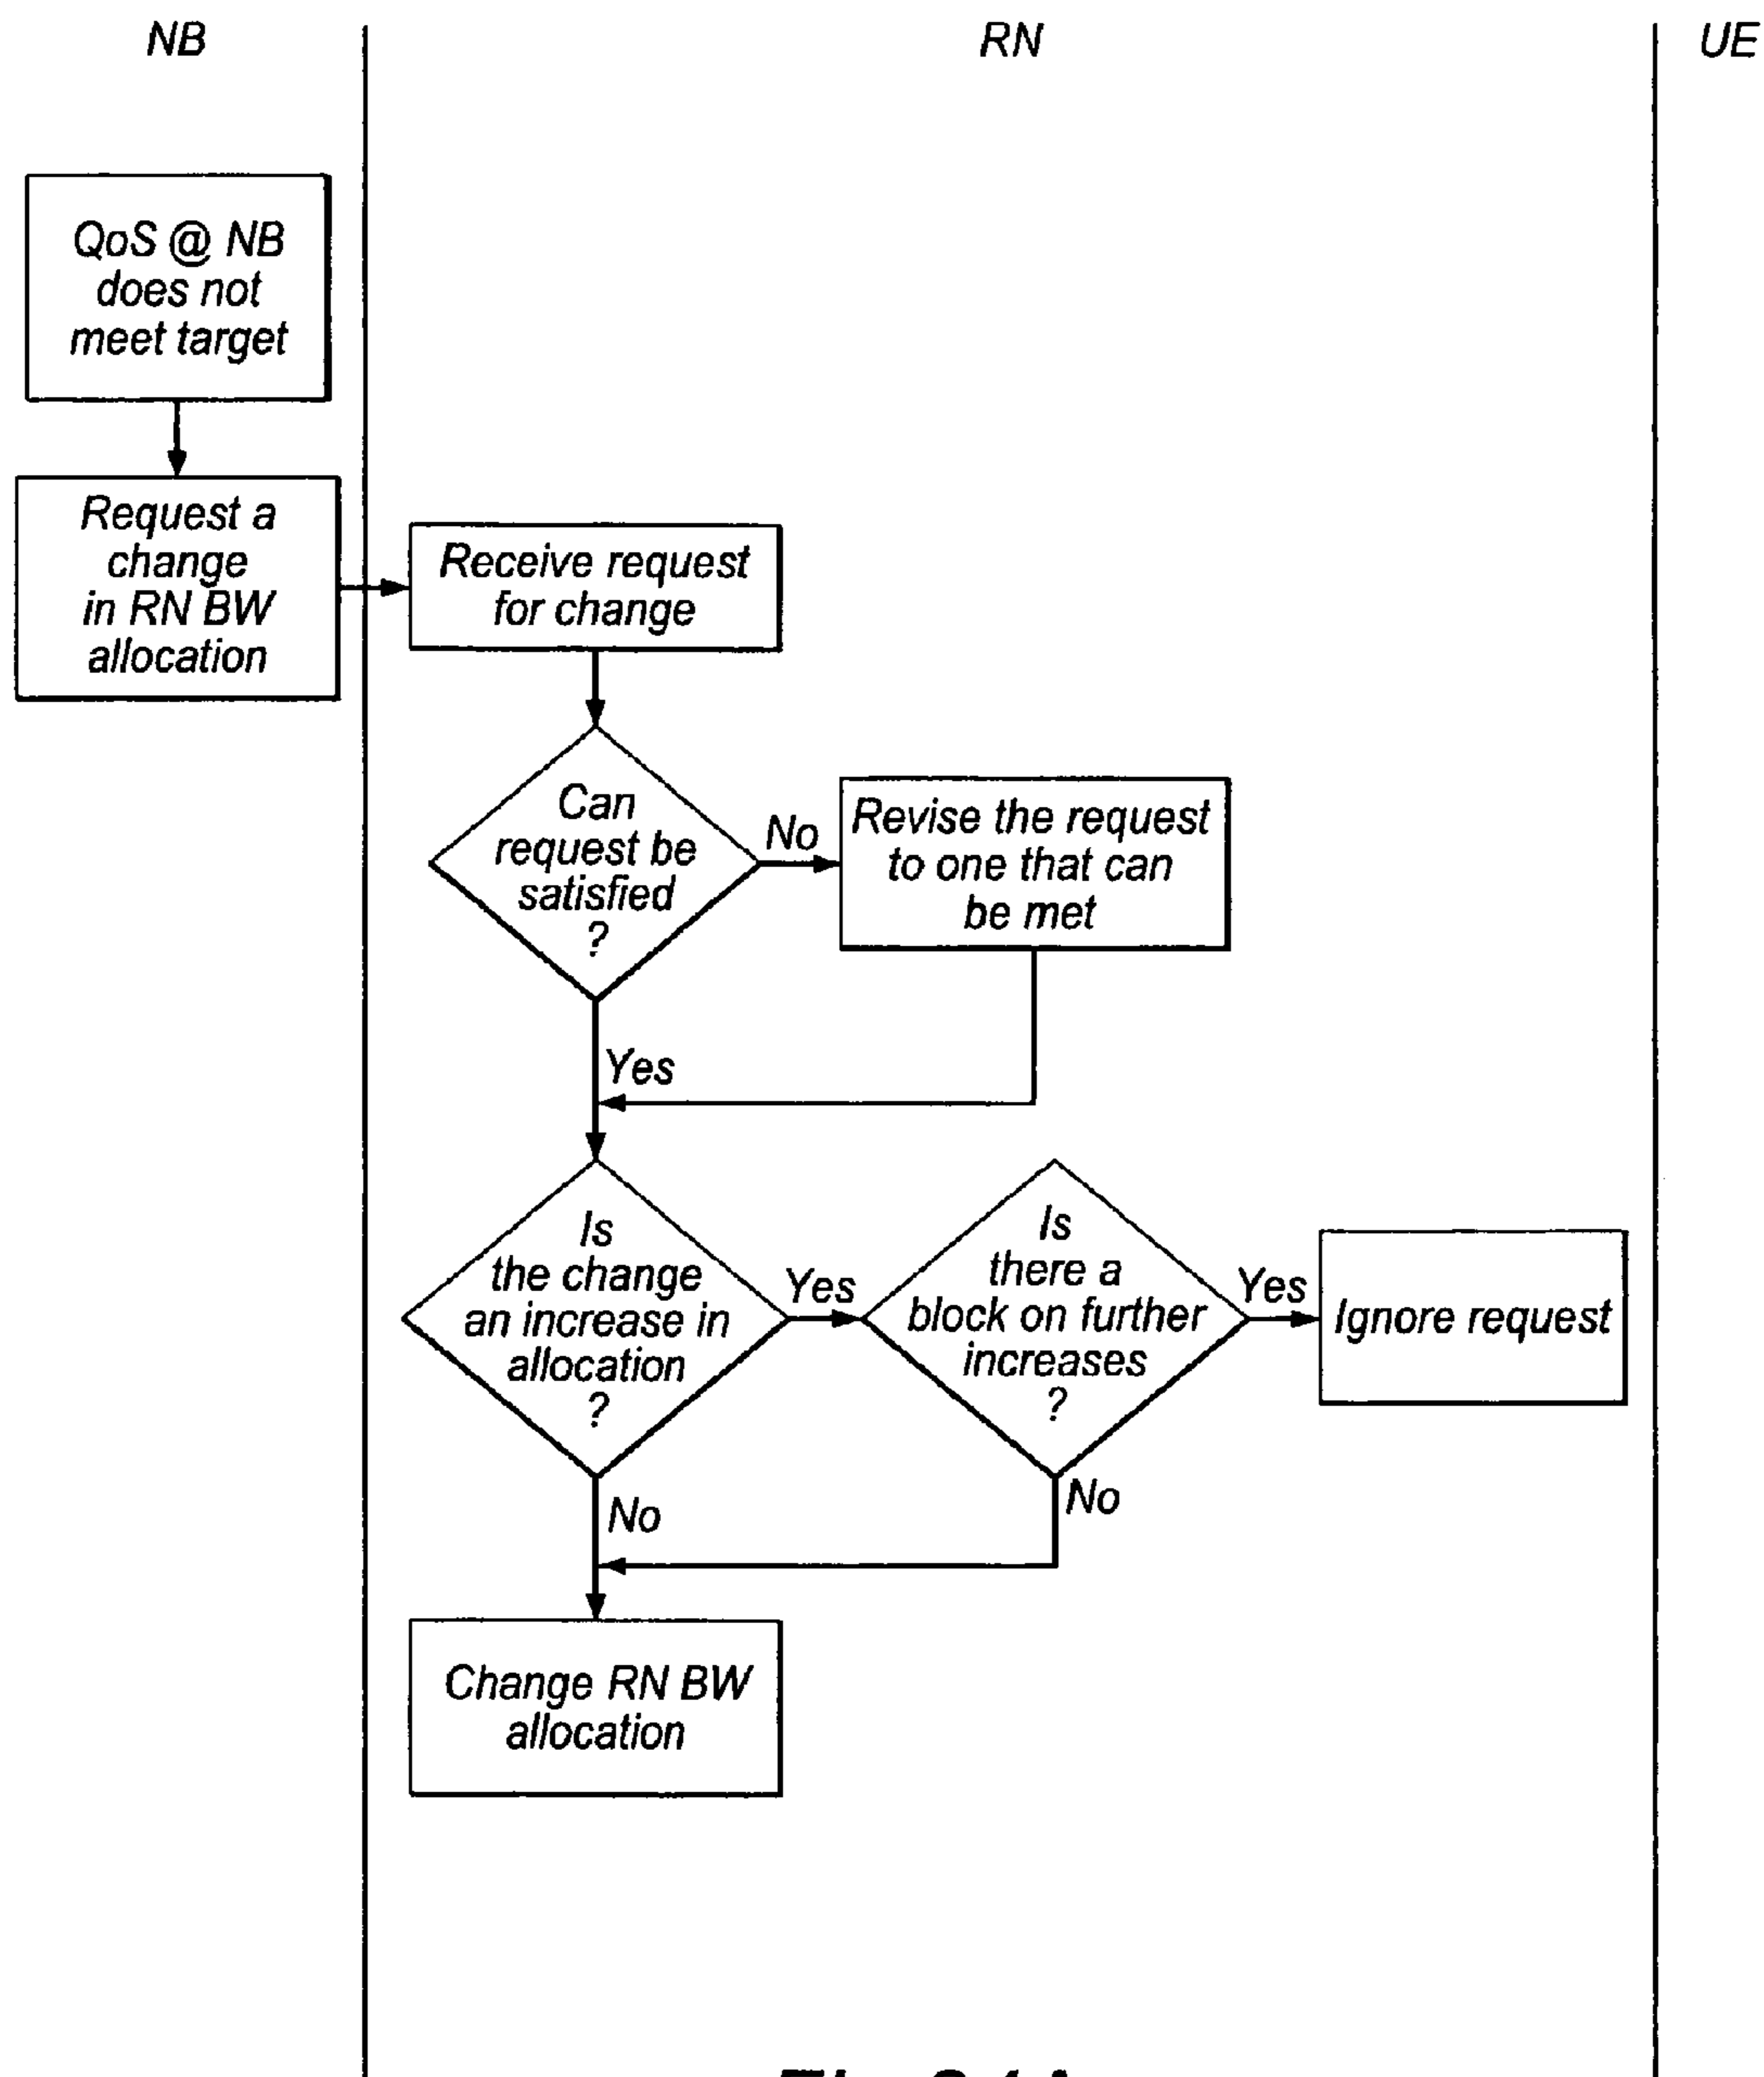 NB
RN
UE
QoS @ NB
does not
meet target
Request a
change
in RN BW
allocation
Receive request
for change
Can
request be
satisfied
?
No
Revise the request
to one that can
be met
Yes
Is
the change
an increase in
allocation
?
Yes
Is
there a
block on further
increases
?
Yes
Ignore request
No
No
Change RN BW
allocation